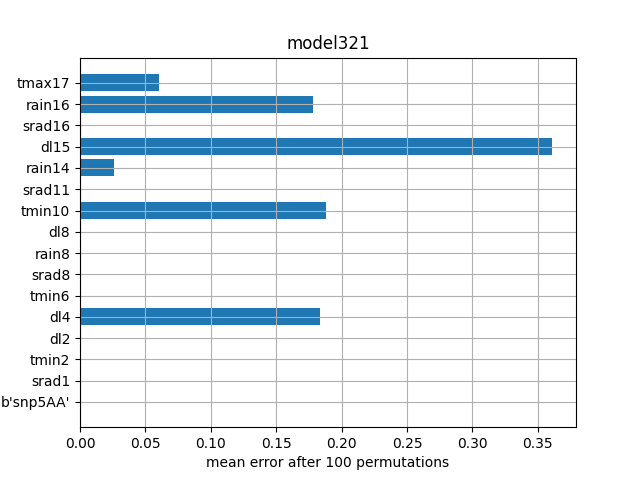 model321
tmax17
rain16
srad16
dl15
rain14
srad11
tmin10
dl8
rain8
srad8
tmin6
dl4
dl2
tmin2
srad1
b'snp5AA'
0.00 0.05 0.10 0.15 0.20 0.25 0.30 0.35
mean error after 100 permutations